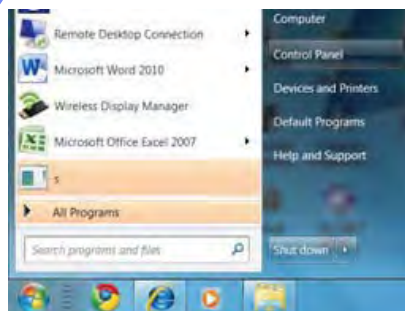 Remote Desktop Connection
Microsoft Word 2010
Wireless Display Manager
Microsoft Office Excel 2007
s
All Programs
Search programs and files
Computer
Control Panel
Devices and Printers
Default Programs
Help and Support
Shut down